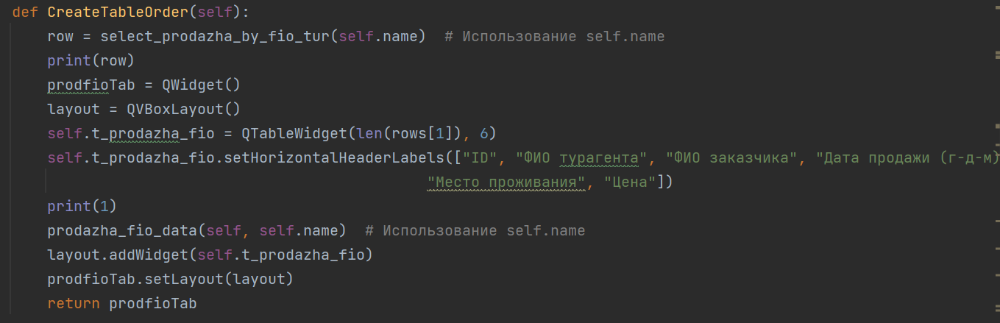 def CreateTableOrder(self):
row = select_prodazha_by_fio_tur(self.name)  # Использование self.name
print(row)
prodfioTab = QWidget()
layout = QVBoxLayout()
self.t_prodazha_fio = QTableWidget(len(rows[1]), 6)
self.t_prodazha_fio.setHorizontalHeaderLabels(["ID", "ФИО турагента", "ФИО заказчика", "Дата продажи (г-д-м)
"Место проживания", "Цена"])
print(1)
prodazha_fio_data(self, self.name)  # Использование self.name
layout.addWidget(self.t_prodazha_fio)
prodfioTab.setLayout(layout)
return prodfioTab